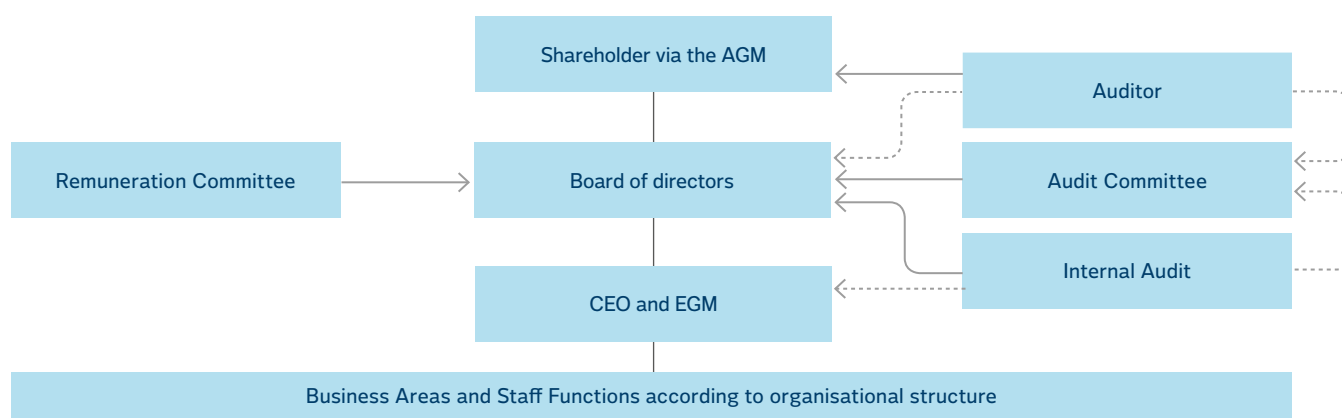 Shareholder via the AGM
Auditor
Remuneration Committee
Board of directors
Audit Committee
Internal Audit
CEO and EGM
Business Areas and Staff Functions according to organisational structure